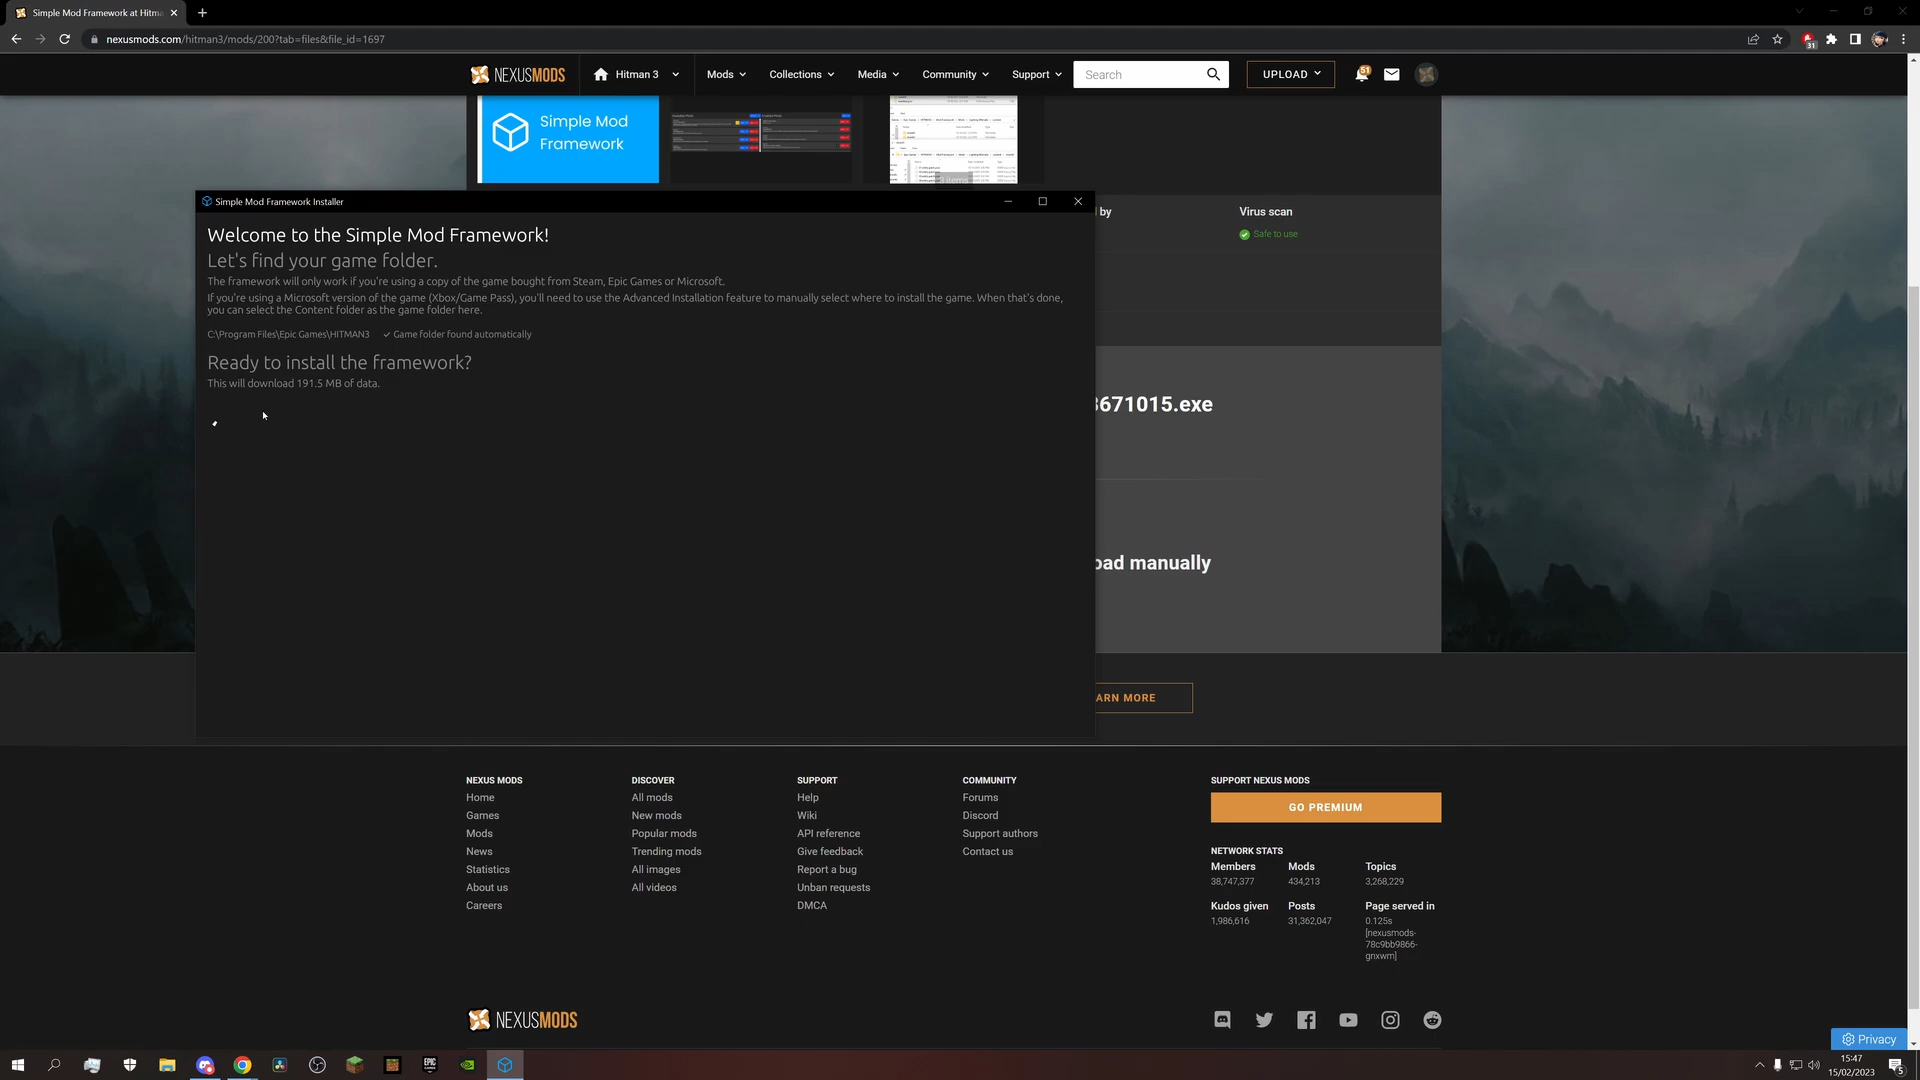 Simple Mod Framework at Hitma
nexusmods.com/hitman3/mods/200?tab=files&file_id=1697
31
NEXUSMODS
Hitman 3
Mods
Collections
Media
Community
Support
Search
UPLOAD
51
Simple Mod
Framework
Simple Mod Framework Installer
Welcome to the Simple Mod Framework!
Let's find your game folder.
The framework will only work if you're using a copy of the game bought from Steam, Epic Games or Microsoft.
If you're using a Microsoft version of the game (Xbox/Game Pass), you'll need to use the Advanced Installation feature to manually select where to install the game. When that's done,
you can select the Content folder as the game folder here.
C:\Program Files\Epic Games\HITMAN3 ✓ Game folder found automatically
Ready to install the framework?
This will download 191.5 MB of data.
by
Virus scan
Safe to use
3671015.exe
oad manually
ARN MORE
NEXUS MODS
Home
Games
Mods
News
Statistics
About us
Careers
DISCOVER
All mods
New mods
Popular mods
Trending mods
All images
All videos
SUPPORT
Help
Wiki
API reference
Give feedback
Report a bug
Unban requests
DMCA
COMMUNITY
Forums
Discord
Support authors
Contact us
SUPPORT NEXUS MODS
GO PREMIUM
NETWORK STATS
Members
38,747,377
Mods
434,213
Topics
3,268,229
Kudos given
1,986,616
Posts
31,362,047
Page served in
0.125s
[nexusmods-
78c9bb9866-
gnxwm]
NEXUSMODS
Privacy
EPIC
GAMES
15:47
15/02/2023
5